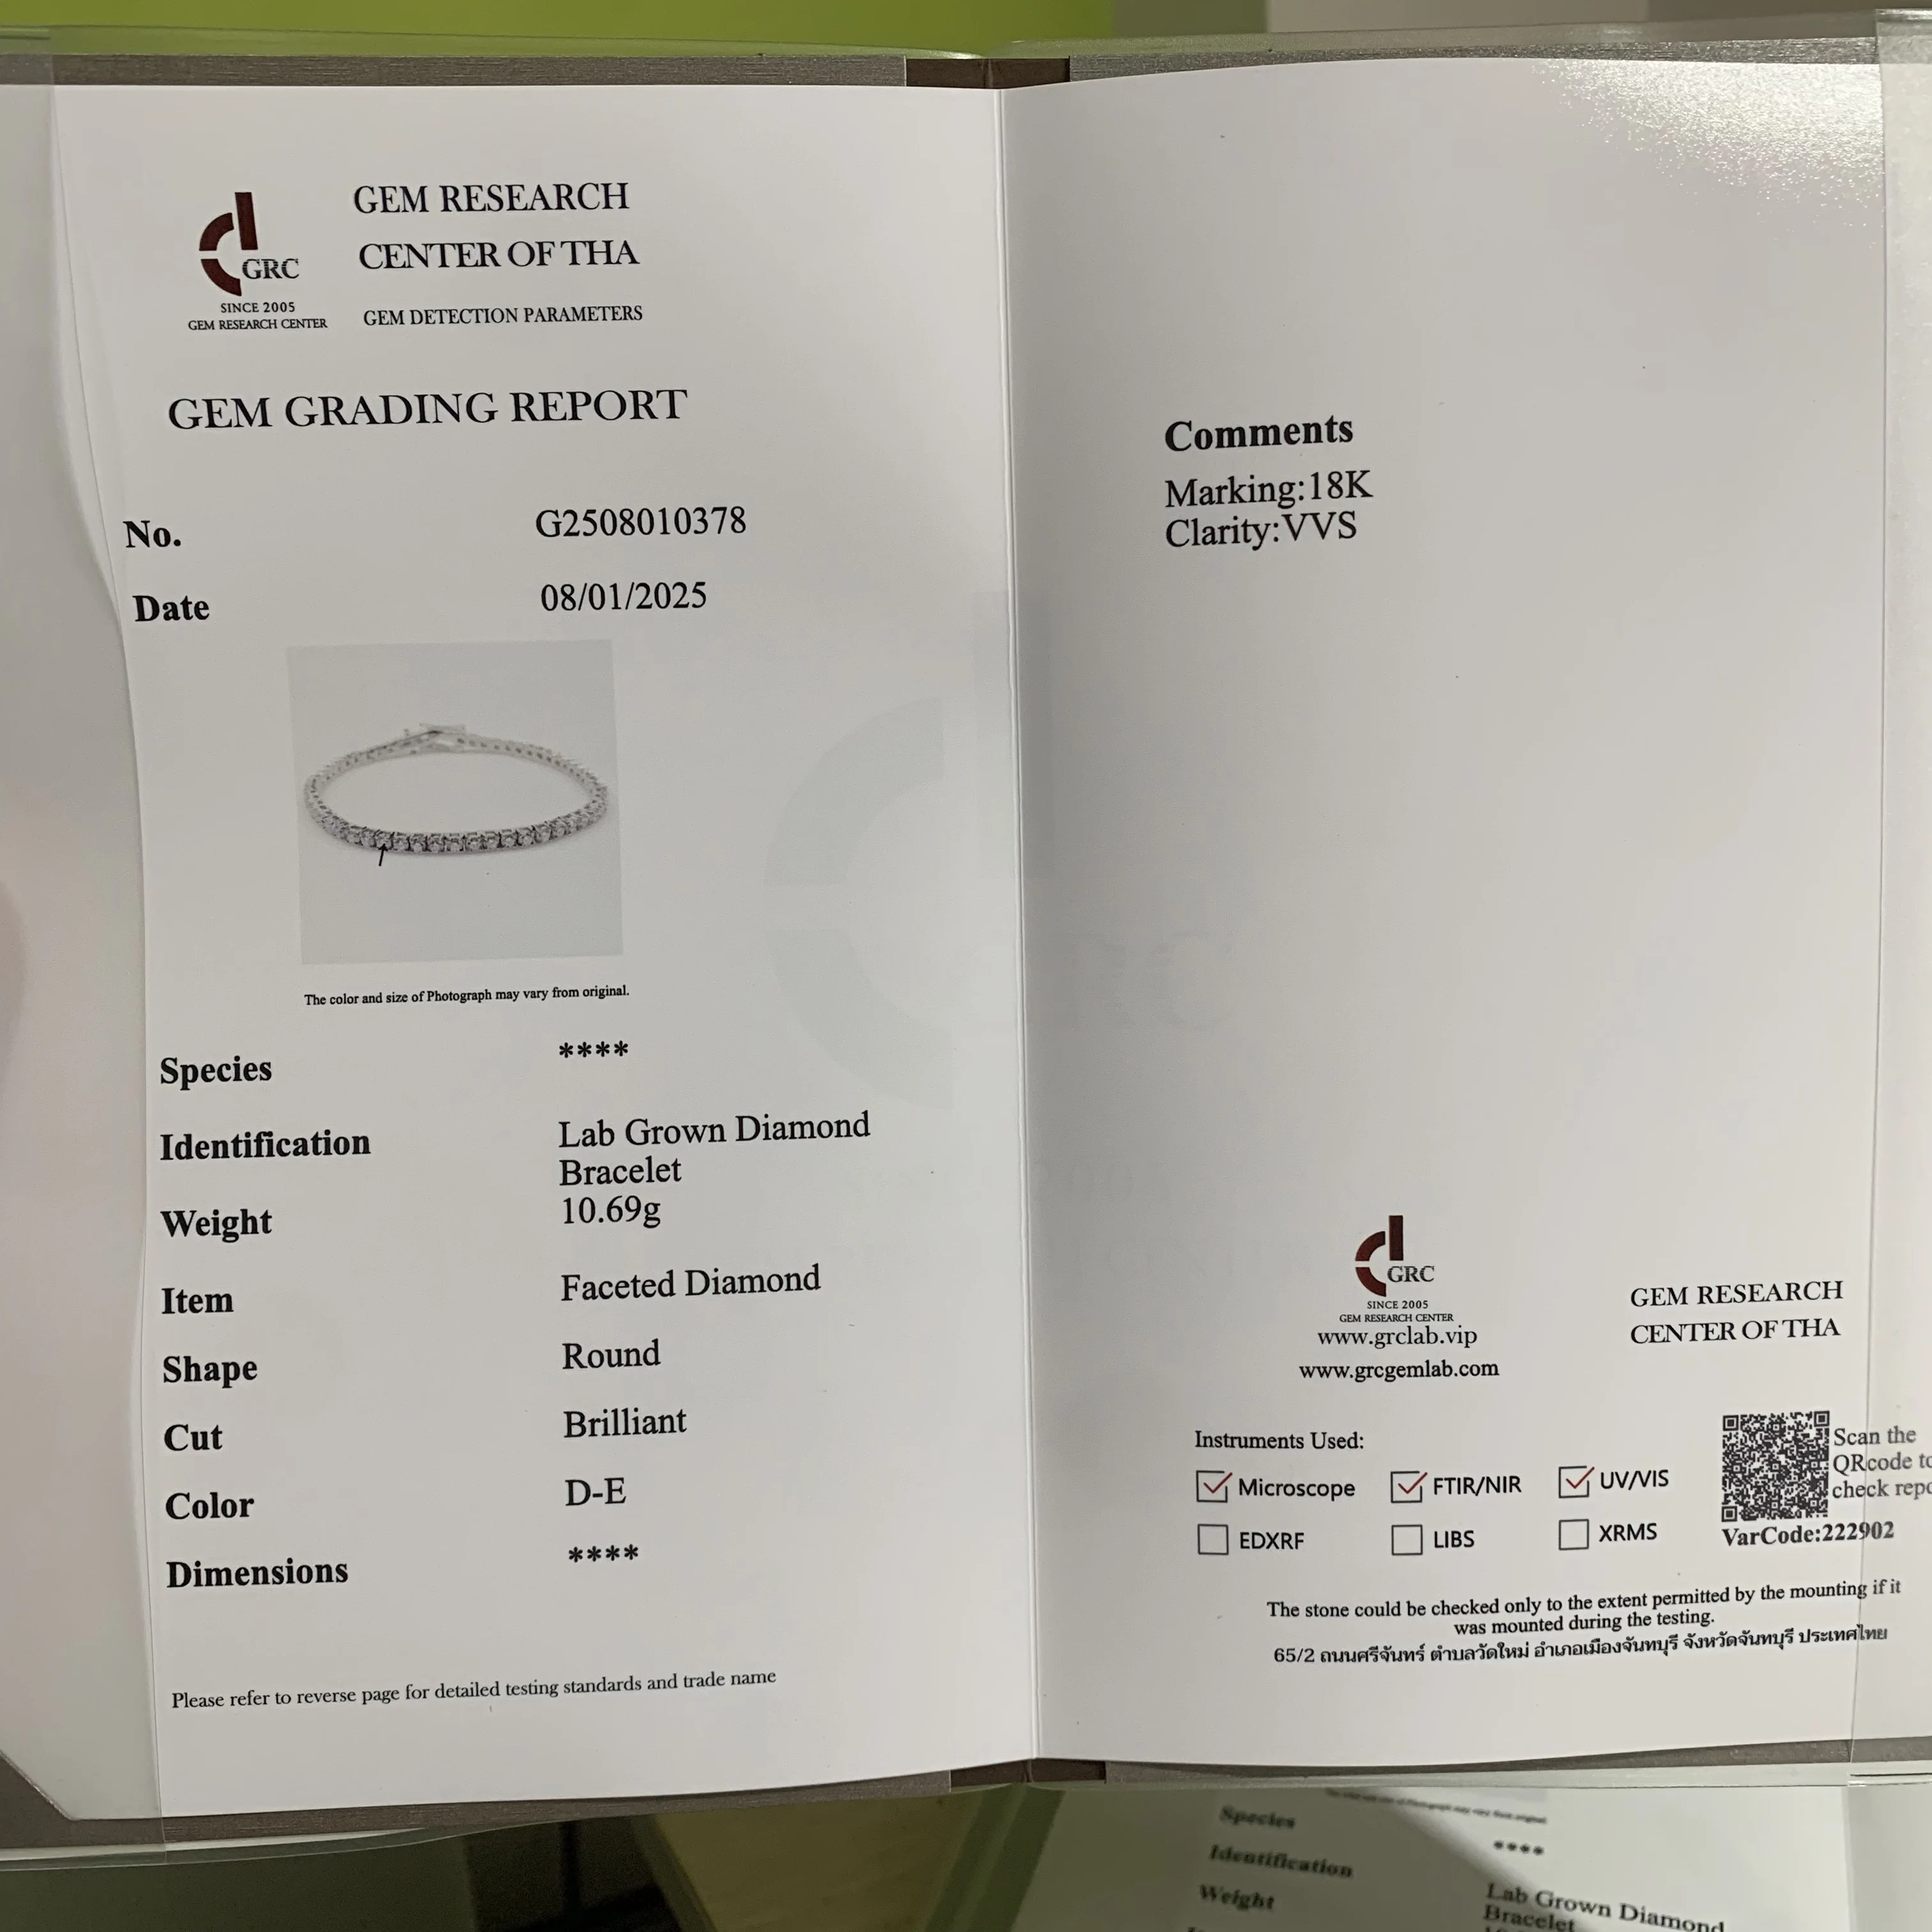 GRC
SINCE 2005
GEM RESEARCH CENTER
GEM RESEARCH
CENTER OF THA
GEM DETECTION PARAMETERS
GEM GRADING REPORT
No. G2508010378
Date 08/01/2025
The color and size of Photograph may vary from original.
Species ****
Identification Lab Grown Diamond
Bracelet
Weight 10.69g
Item Faceted Diamond
Shape Round
Cut Brilliant
Color D-E
Dimensions ****
Please refer to reverse page for detailed testing standards and trade name
Comments
Marking:18K
Clarity:VVS
GRC
SINCE 2005
GEM RESEARCH CENTER
www.grclab.vip
www.grcgemlab.com
GEM RESEARCH
CENTER OF THA
Instruments Used:
Microscope FTIR/NIR UV/VIS
EDXRF LIBS XRMS
Scan the
QRcode to
check repo
VarCode:222902
The stone could be checked only to the extent permitted by the mounting if it
was mounted during the testing.
65/2 ถนนศรีจันทร์ ตำบลวัดใหม่ อำเภอเมืองจันทบุรี จังหวัดจันทบุรี ประเทศไทย
Species ****
Identification
Weight
Lab Grown Diamond
Bracelet